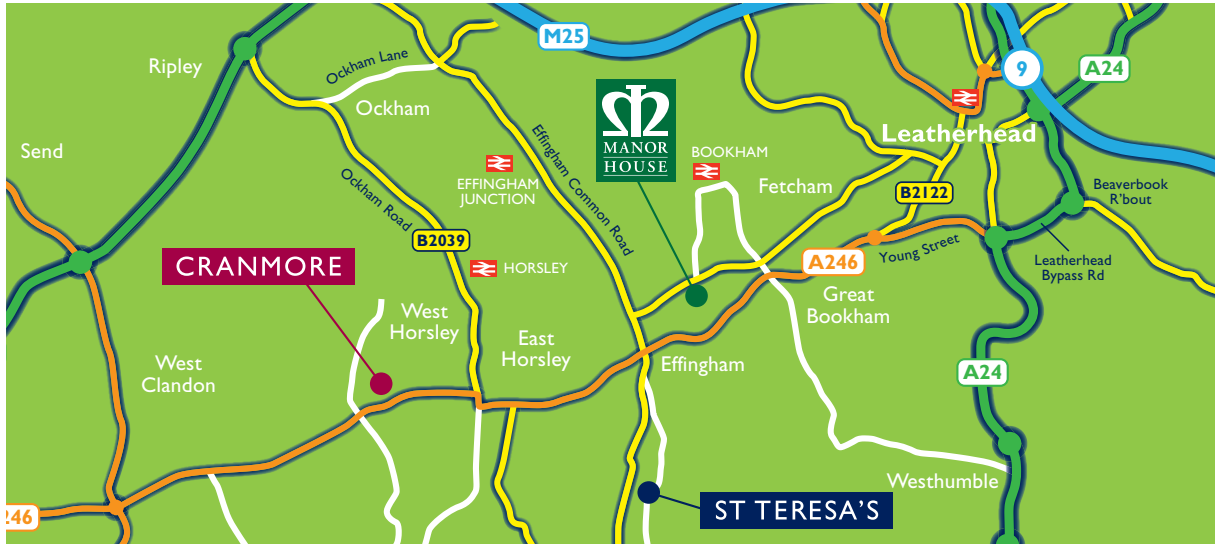 M25
Ockham Lane
Ripley
9
A24
Ockham
Leatherhead
Send
Effingham Common Road
MANOR
HOUSE
BOOKHAM
EFFINGHAM
JUNCTION
Fetcham
B2122
Beaverbook
R'bout
Ockham Road
B2039
Young Street
A246
Leatherhead
Bypass Rd
CRANMORE
HORSLEY
Great
Bookham
West
Horsley
East
Horsley
Effingham
West
Clandon
A24
Westhumble
ST TERESA'S
246